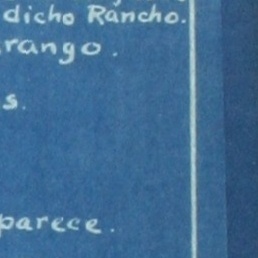 dicho Rancho.
rango.
s.
parece.